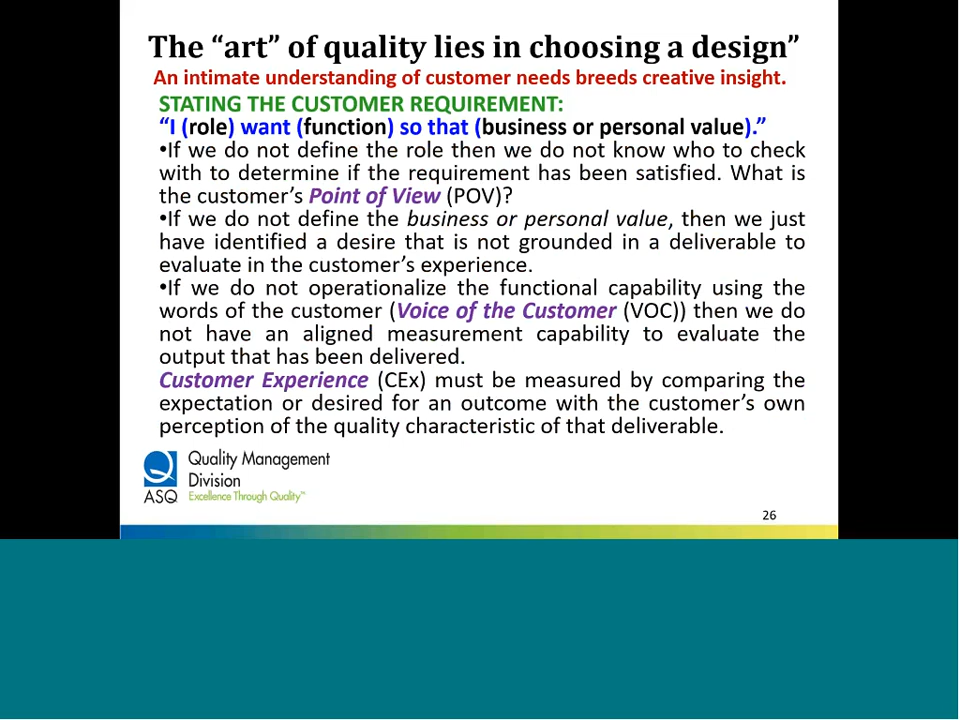 The “art” of quality lies in choosing a design”
An intimate understanding of customer needs breeds creative insight.
STATING THE CUSTOMER REQUIREMENT:
“I (role) want (function) so that (business or personal value).”
•If we do not define the role then we do not know who to check
with to determine if the requirement has been satisfied. What is
the customer’s Point of View (POV)?
•If we do not define the business or personal value, then we just
have identified a desire that is not grounded in a deliverable to
evaluate in the customer’s experience.
•If we do not operationalize the functional capability using the
words of the customer (Voice of the Customer (VOC)) then we do
not have an aligned measurement capability to evaluate the
output that has been delivered.
Customer Experience (CEx) must be measured by comparing the
expectation or desired for an outcome with the customer’s own
perception of the quality characteristic of that deliverable.
Quality Management
Division
ASQ Excellence Through Quality™
26